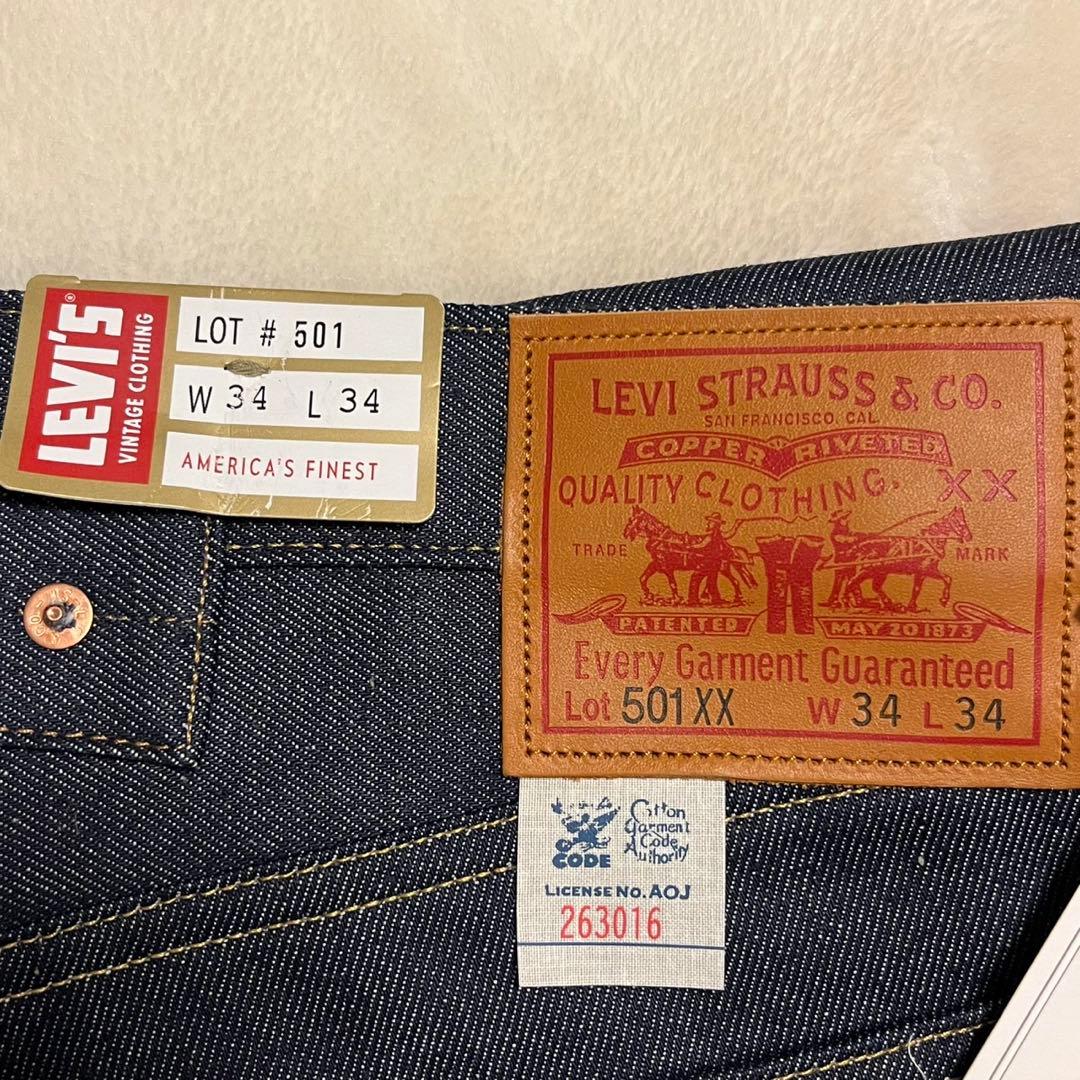 LEVI'S®
VINTAGE CLOTHING
LOT # 501
W 34 L 34
AMERICA'S FINEST
LEVI STRAUSS & CO.
SAN FRANCISCO, CAL.
COPPER RIVETED
QUALITY CLOTHING. XX
TRADE MARK
PATENTED MAY 20 1873
Every Garment Guaranteed
Lot 501XX W 34 L 34
CODE
Cotton
Garment
Code
Authority
LICENSE NO. AOJ
263016